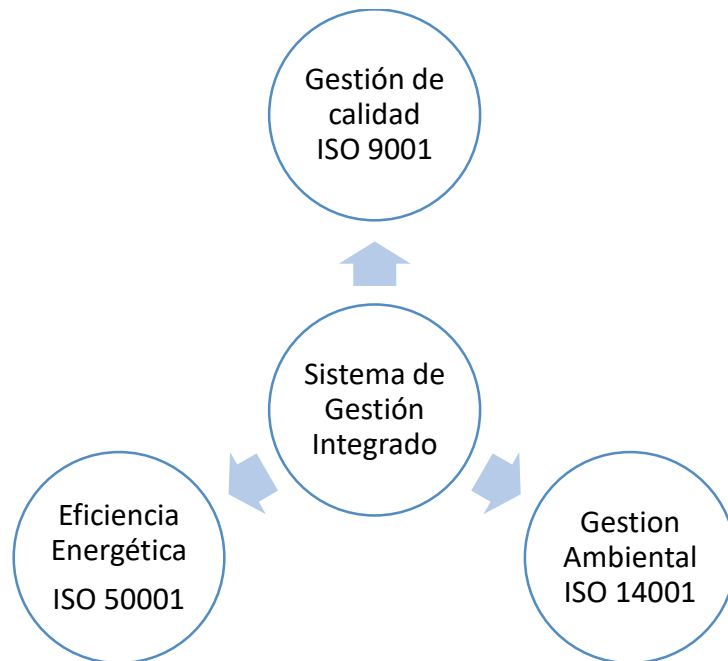 Gestión de
calidad
ISO 9001
Sistema de
Gestión
Integrado
Eficiencia
Energética
ISO 50001
Gestion
Ambiental
ISO 14001